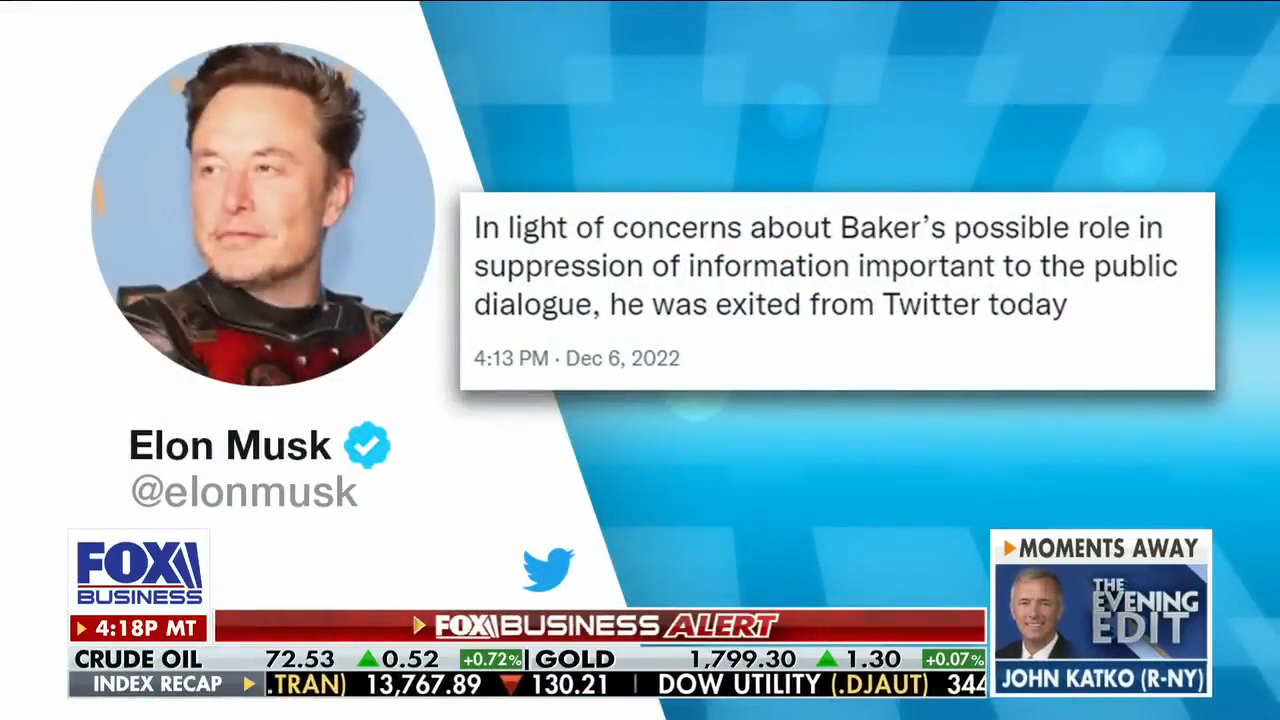 In light of concerns about Baker's possible role in
suppression of information important to the public
dialogue, he was exited from Twitter today
4:13 PM · Dec 6, 2022
Elon Musk
@elonmusk
FOX
BUSINESS
4:18P MT
FOX BUSINESS ALERT
MOMENTS AWAY
THE
EVENING
EDIT
JOHN KATKO (R-NY)
CRUDE OIL 72.53 0.52 +0.72% GOLD 1,799.30 1.30 +0.07%
INDEX RECAP .TRAN) 13,767.89 130.21 DOW UTILITY (.DJAUT) 344